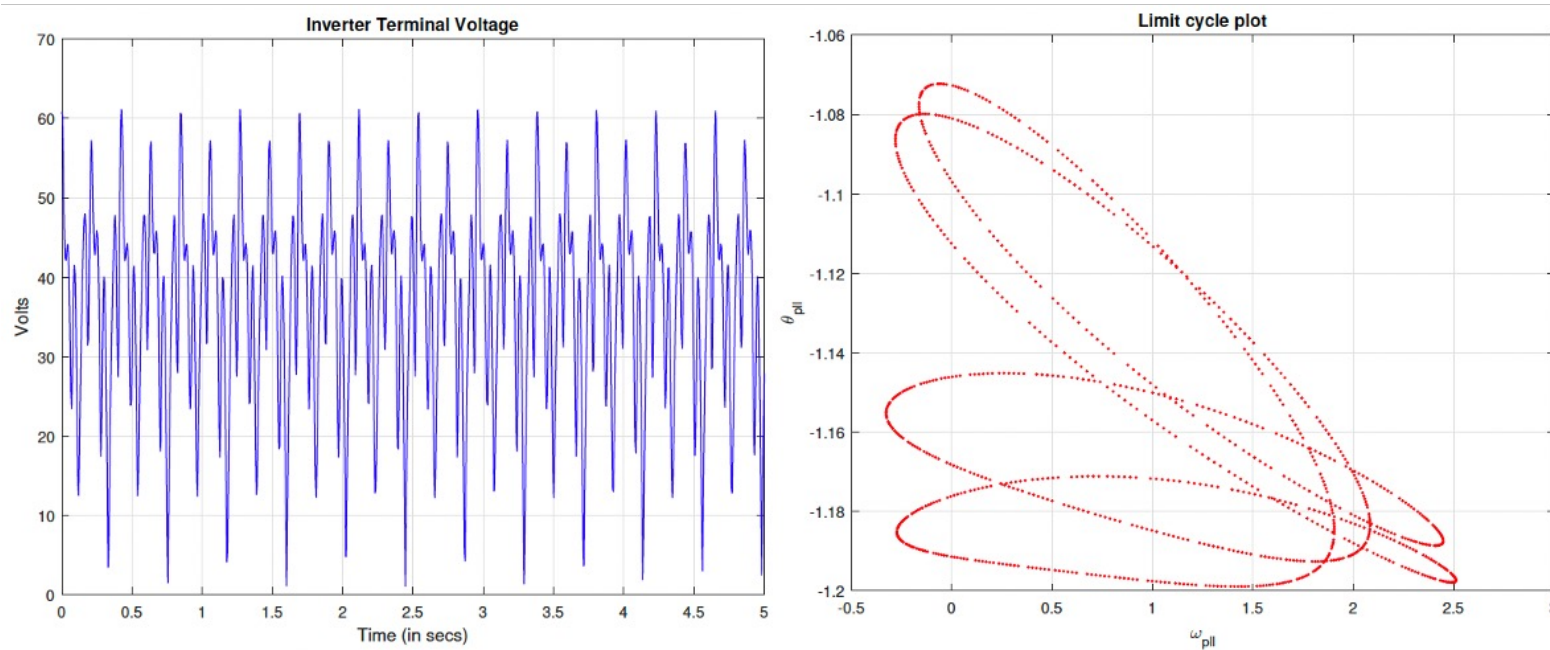 Inverter Terminal Voltage
70
60
50
40
30
20
10
0
Volts
0 0.5 1 1.5 2 2.5 3 3.5 4 4.5 5
Time (in secs)
Limit cycle plot
-1.06
-1.08
-1.1
-1.12
-1.14
-1.16
-1.18
-1.2
θpll
-0.5 0 0.5 1 1.5 2 2.5
ωpll